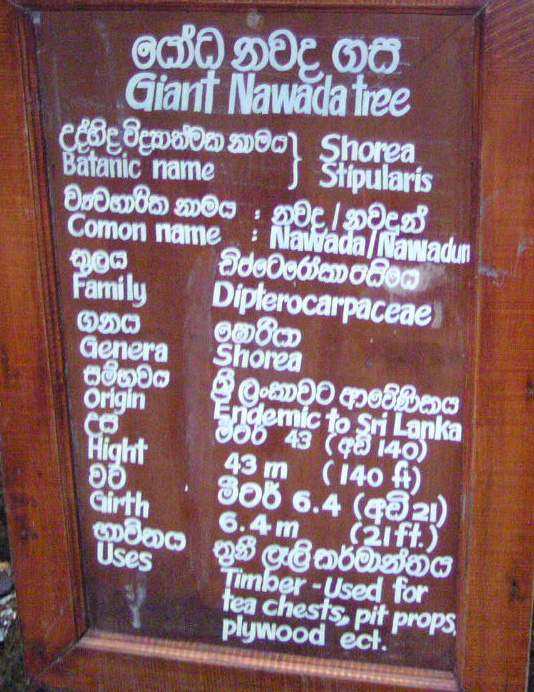 යෝධ නවද ගස
Giant Nawada tree
උද්භිද විද්‍යාත්මක නාමය } Shorea
Batanic name Stipularis
ව්‍යවහාරික නාමය : නවද / නවදුන්
Comon name : Nawada/Nawadun
කුලය ඩිප්ටෙරෝකාපසියෙ
Family Dipterocarpaceae
ගනය ෂොරියා
Genera Shorea
සම්භවය ශ්‍රී ලංකාවට ආවේණිකය
Origin Endemic to Sri Lanka
උස මීටර් 43 (අඩි 140)
Hight 43 m (140 ft)
වට මීටර් 6.4 (අඩි 21)
Girth 6.4 m (21 ft.)
භාවිතය තුනී ලෑලි කර්මාන්තය
Uses Timber - Used for
tea chests, pit props,
plywood ect.